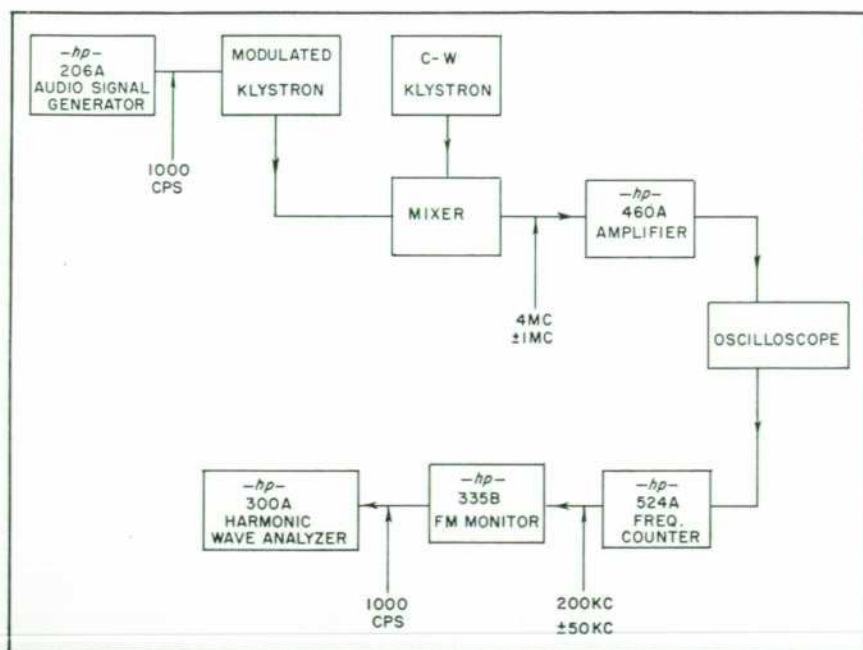 -hp-
206A
AUDIO SIGNAL
GENERATOR
MODULATED
KLYSTRON
C-W
KLYSTRON
1000
CPS
MIXER
-hp-
460A
AMPLIFIER
4MC
±1MC
OSCILLOSCOPE
-hp-
300A
HARMONIC
WAVE ANALYZER
-hp-
335B
FM MONITOR
-hp-
524A
FREQ.
COUNTER
1000
CPS
200KC
±50KC